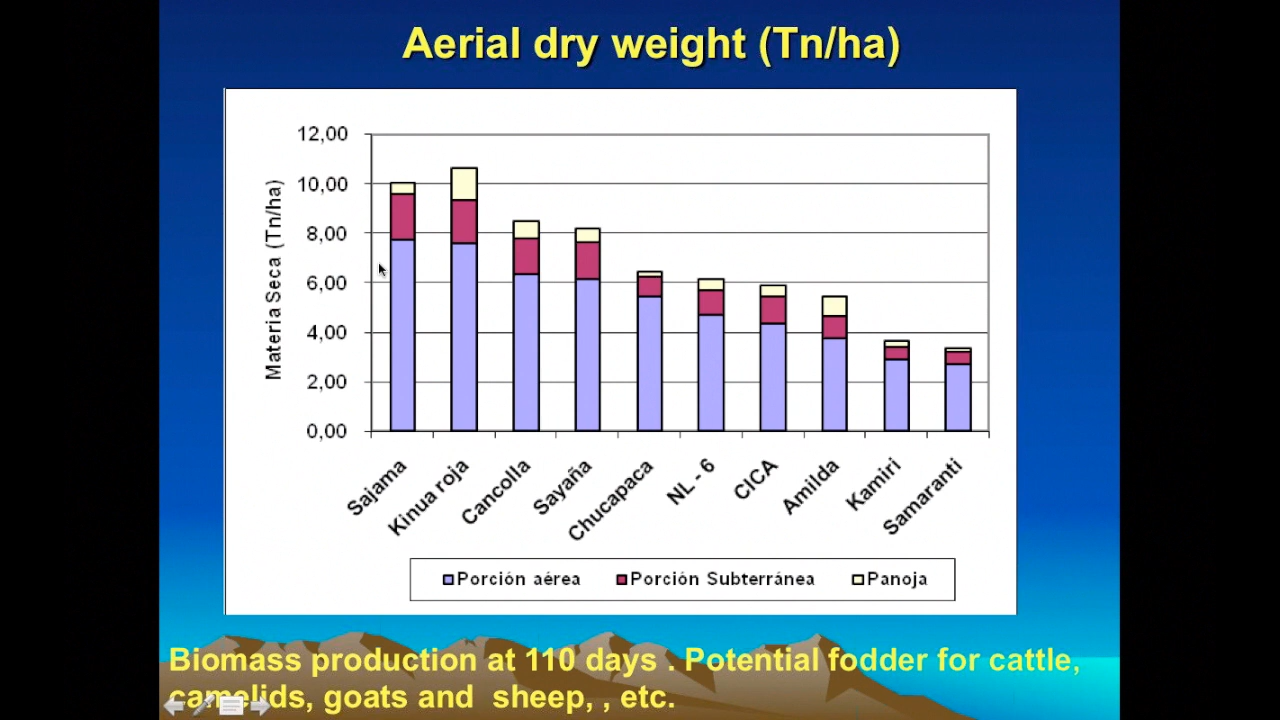 Aerial dry weight (Tn/ha)
12,00
10,00
8,00
6,00
4,00
2,00
0,00
Materia Seca (Tn/ha)
Sajama
Kinua roja
Cancolla
Sayaña
Chucapaca
NL - 6
CICA
Amilda
Kamiri
Samaranti
Porción aérea
Porción Subterránea
Panoja
Biomass production at 110 days . Potential fodder for cattle,
camelids, goats and sheep, , etc.